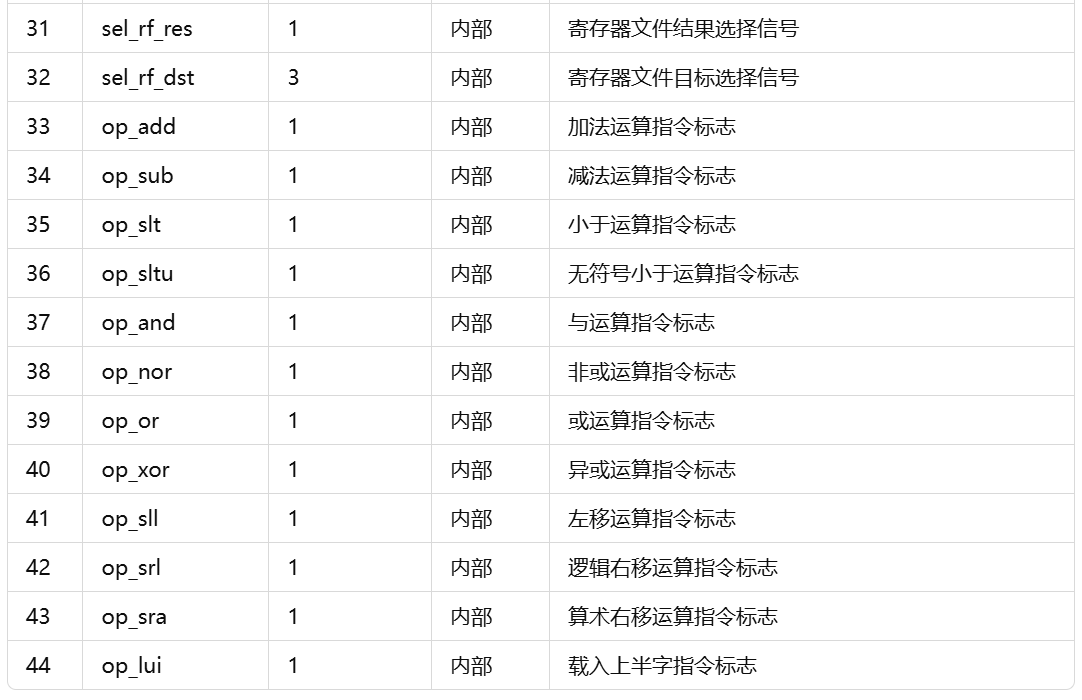 31 sel_rf_res 1 内部 寄存器文件结果选择信号
32 sel_rf_dst 3 内部 寄存器文件目标选择信号
33 op_add 1 内部 加法运算指令标志
34 op_sub 1 内部 减法运算指令标志
35 op_slt 1 内部 小于运算指令标志
36 op_sltu 1 内部 无符号小于运算指令标志
37 op_and 1 内部 与运算指令标志
38 op_nor 1 内部 非或运算指令标志
39 op_or 1 内部 或运算指令标志
40 op_xor 1 内部 异或运算指令标志
41 op_sll 1 内部 左移运算指令标志
42 op_srl 1 内部 逻辑右移运算指令标志
43 op_sra 1 内部 算术右移运算指令标志
44 op_lui 1 内部 载入上半字指令标志